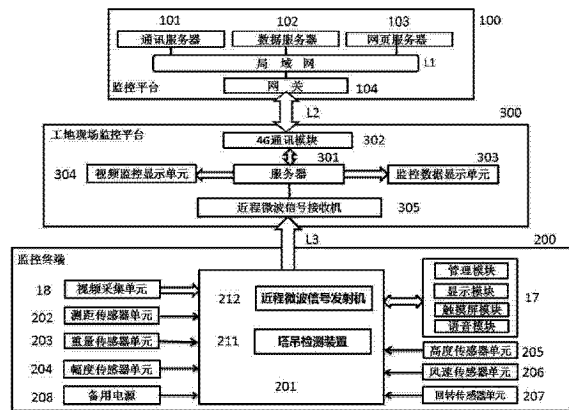 101 102 103 100
通讯服务器 数据服务器 网页服务器
局域网 L1
网关
监控平台 104
L2 300
工地现场监控平台
4G通讯模块 302
301 303
304 视频监控显示单元 服务器 监控数据显示单元
近程微波信号接收机 305
L3 200
监控终端
管理模块
18 视频采集单元 212 近程微波信号发射机 显示模块 17
202 测距传感器单元 触摸屏模块
203 重量传感器单元 211 塔吊检测装置 语音模块
204 幅度传感器单元 高度传感器单元 205
201 风速传感器单元 206
208 备用电源 回转传感器单元 207